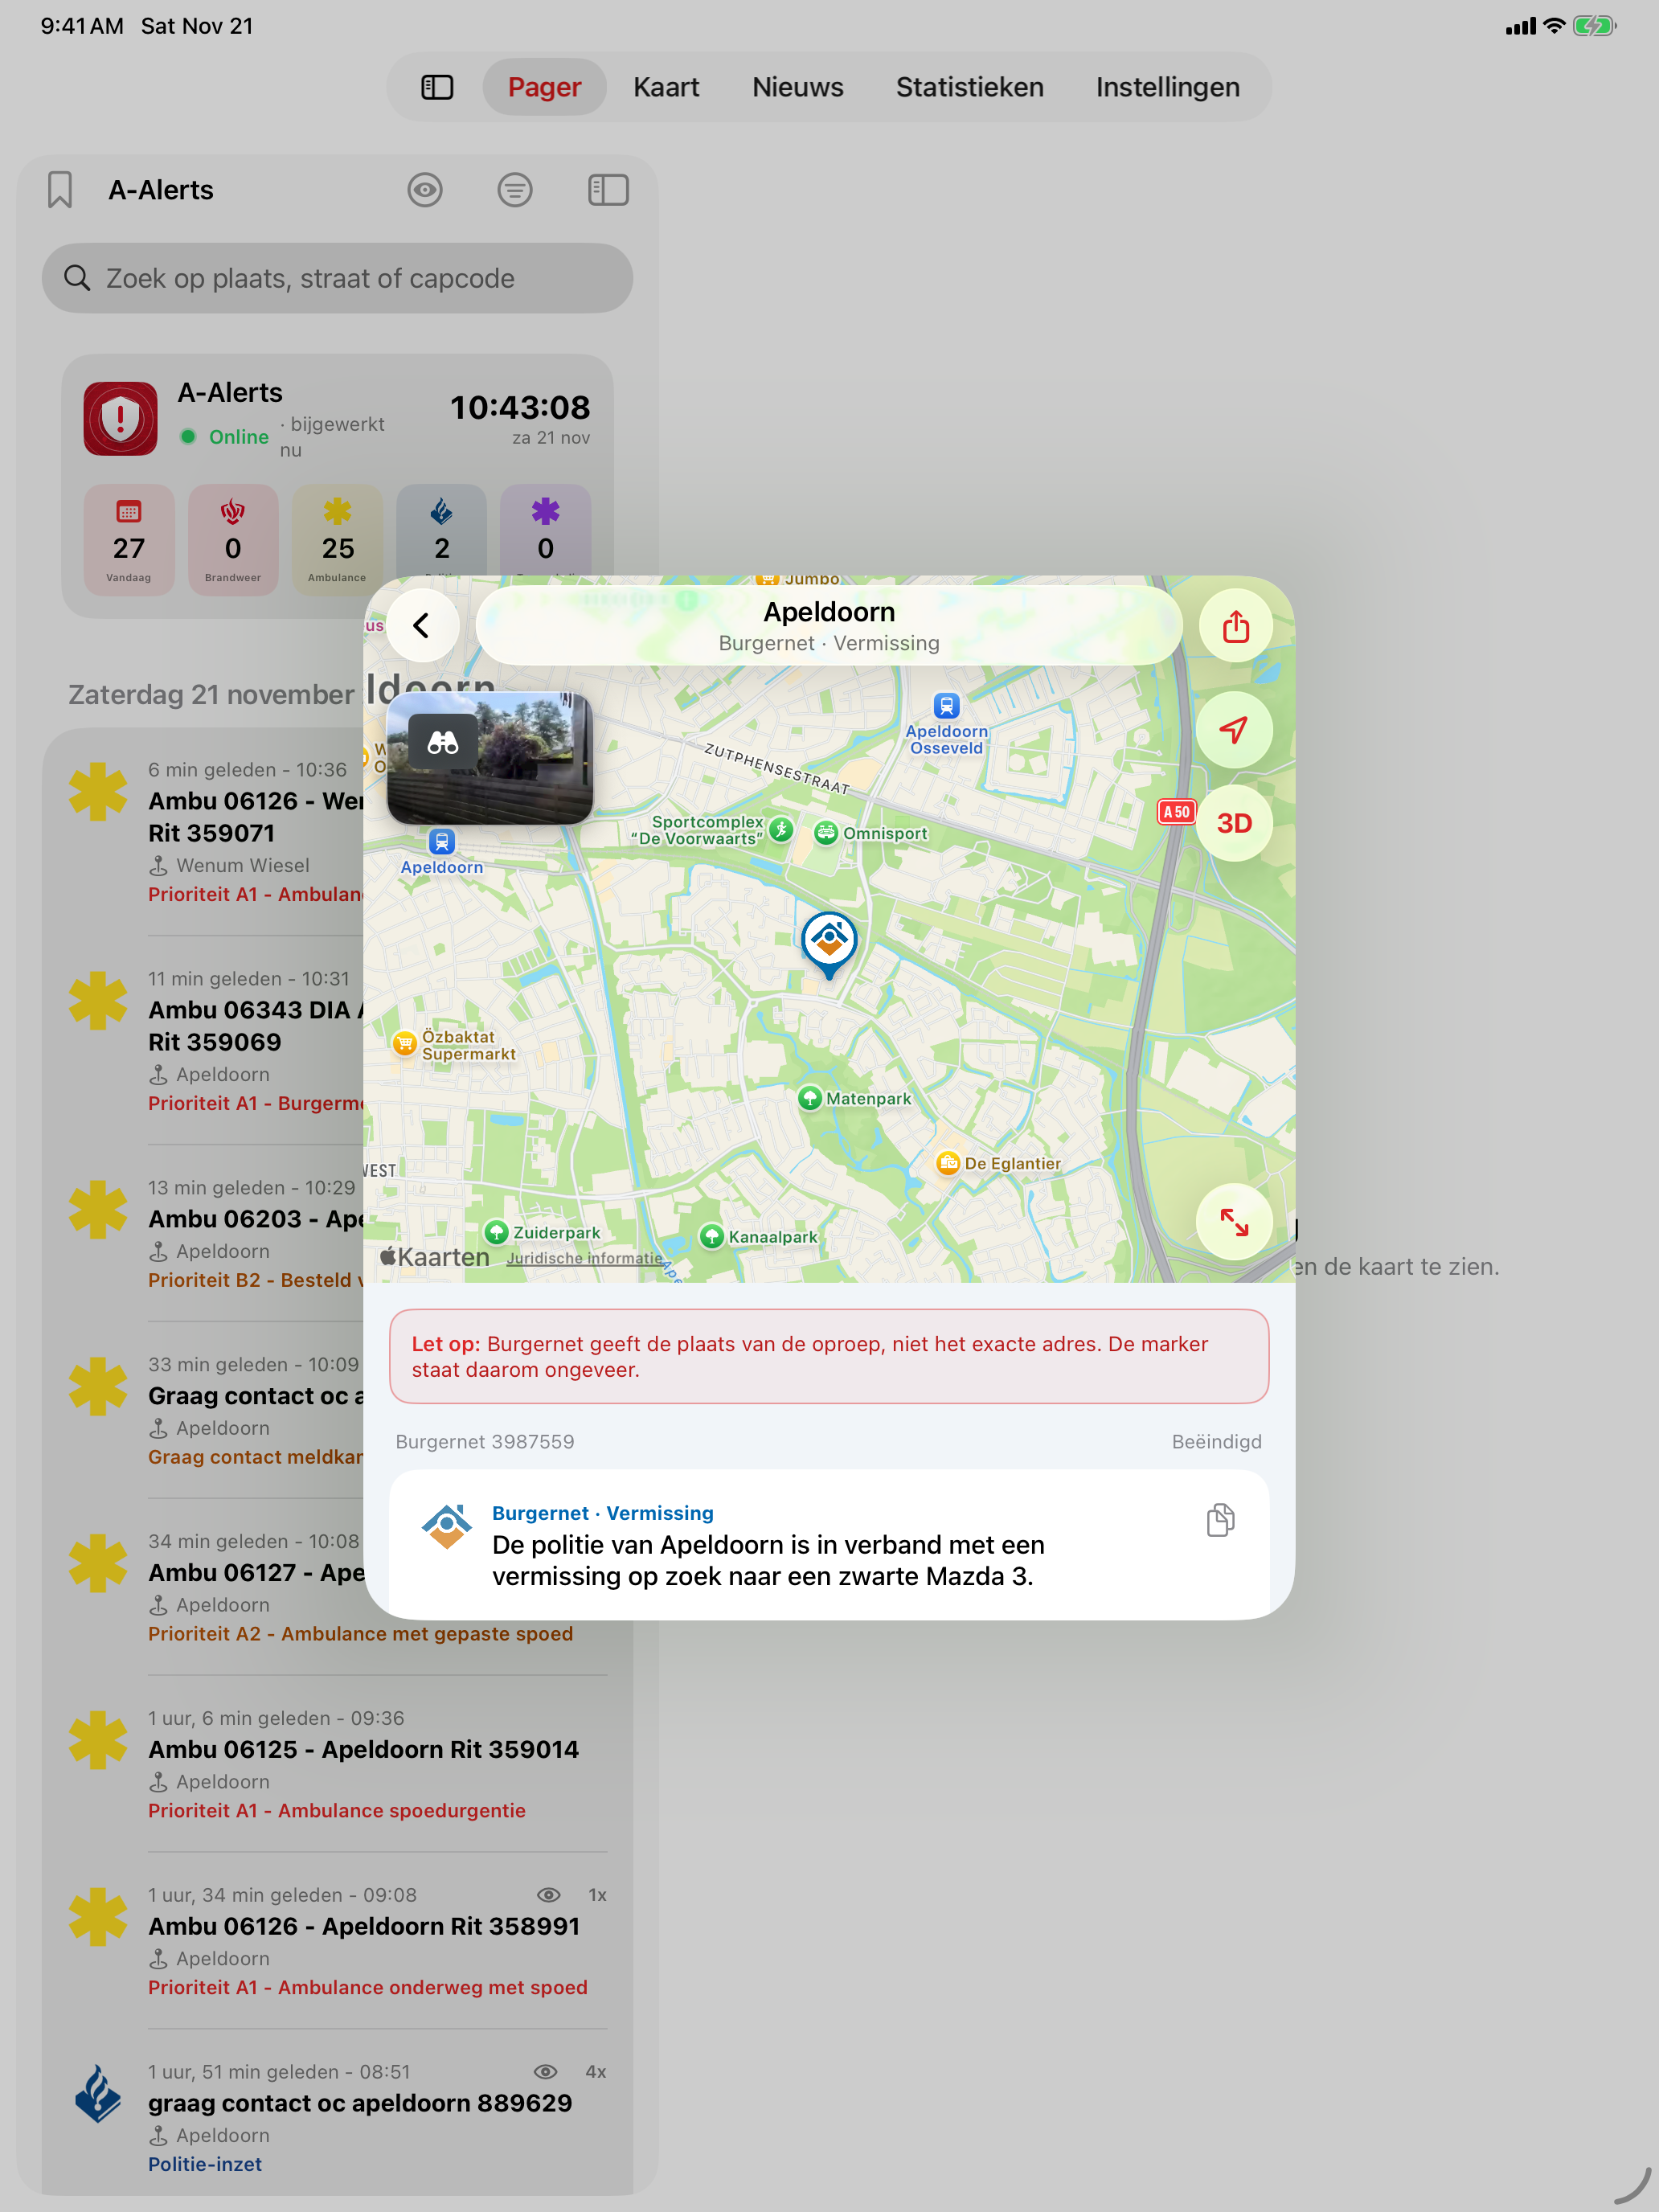 9:41 AM Sat Nov 21
Pager Kaart Nieuws Statistieken Instellingen
A-Alerts
Zoek op plaats, straat of capcode
A-Alerts
Online · bijgewerkt nu
10:43:08
za 21 nov
27
Vandaag
0
Brandweer
25
Ambulance
2
0
Zaterdag 21 november
6 min geleden - 10:36
Ambu 06126 - Wen
Rit 359071
Wenum Wiesel
Prioriteit A1 - Ambulan
11 min geleden - 10:31
Ambu 06343 DIA
Rit 359069
Apeldoorn
Prioriteit A1 - Burgerme
13 min geleden - 10:29
Ambu 06203 - Ape
Apeldoorn
Prioriteit B2 - Besteld v
33 min geleden - 10:09
Graag contact oc a
Apeldoorn
Graag contact meldkan
34 min geleden - 10:08
Ambu 06127 - Ape
Apeldoorn
Prioriteit A2 - Ambulance met gepaste spoed
1 uur, 6 min geleden - 09:36
Ambu 06125 - Apeldoorn Rit 359014
Apeldoorn
Prioriteit A1 - Ambulance spoedurgentie
1 uur, 34 min geleden - 09:08 1x
Ambu 06126 - Apeldoorn Rit 358991
Apeldoorn
Prioriteit A1 - Ambulance onderweg met spoed
1 uur, 51 min geleden - 08:51 4x
graag contact oc apeldoorn 889629
Apeldoorn
Politie-inzet
Jumbo
Apeldoorn
Burgernet · Vermissing
ldoorn
Apeldoorn
Osseveld
ZUTPHENSESTRAAT
A 50
3D
Sportcomplex
"De Voorwaarts"
Omnisport
Apeldoorn
Özbaktat
Supermarkt
Matenpark
De Eglantier
WEST
Zuiderpark
Kanaalpark
Kaarten
Juridische informatie
en de kaart te zien.
Let op: Burgernet geeft de plaats van de oproep, niet het exacte adres. De marker
staat daarom ongeveer.
Burgernet 3987559 Beëindigd
Burgernet · Vermissing
De politie van Apeldoorn is in verband met een
vermissing op zoek naar een zwarte Mazda 3.